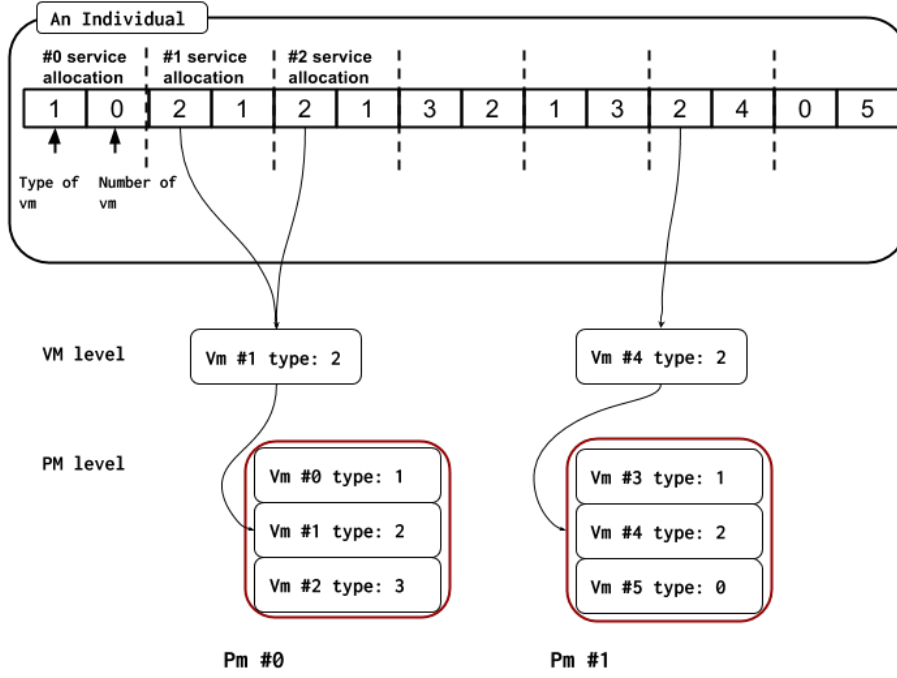 An Individual
#0 service allocation
#1 service allocation
#2 service allocation
1 0 2 1 2 1 3 2 1 3 2 4 0 5
Type of vm
Number of vm
VM level
Vm #1 type: 2
Vm #4 type: 2
PM level
Vm #0 type: 1
Vm #1 type: 2
Vm #2 type: 3
Vm #3 type: 1
Vm #4 type: 2
Vm #5 type: 0
Pm #0
Pm #1